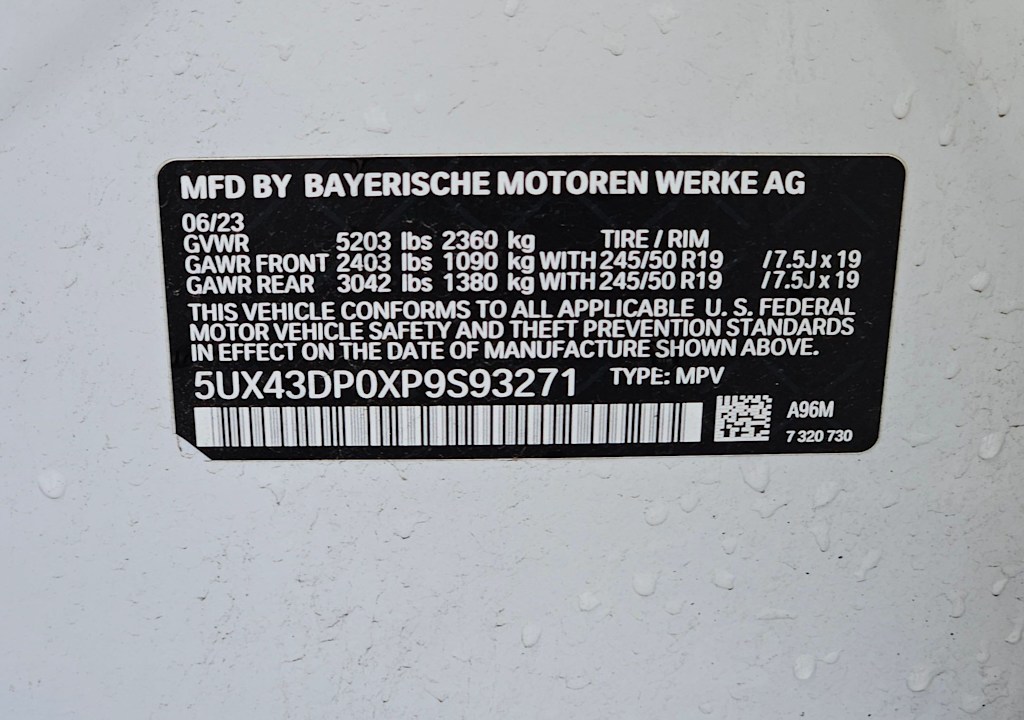 MFD BY BAYERISCHE MOTOREN WERKE AG
06/23
GVWR 5203 lbs 2360 kg TIRE / RIM
GAWR FRONT 2403 lbs 1090 kg WITH 245/50 R19 /7.5J x 19
GAWR REAR 3042 lbs 1380 kg WITH 245/50 R19 /7.5J x 19
THIS VEHICLE CONFORMS TO ALL APPLICABLE U. S. FEDERAL
MOTOR VEHICLE SAFETY AND THEFT PREVENTION STANDARDS
IN EFFECT ON THE DATE OF MANUFACTURE SHOWN ABOVE.
5UX43DP0XP9S93271 TYPE: MPV
A96M
7 320 730